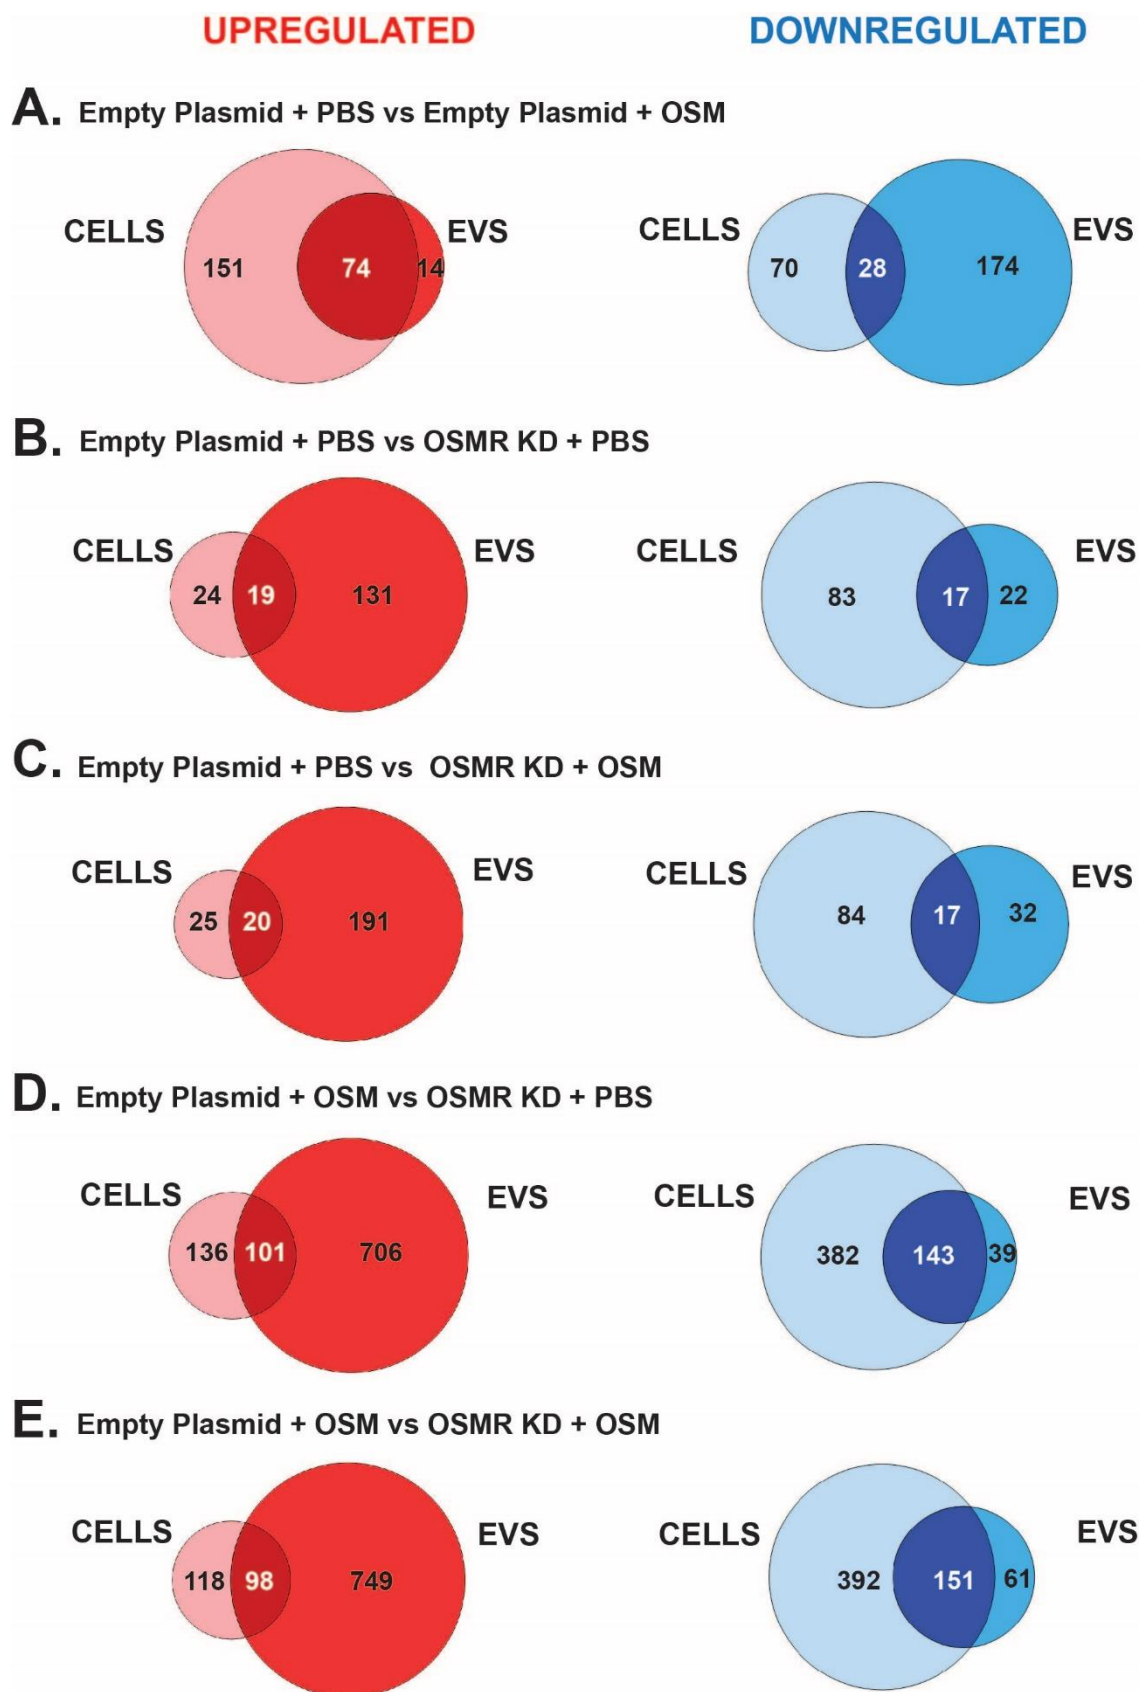 UPREGULATED DOWNREGULATED
A. Empty Plasmid + PBS vs Empty Plasmid + OSM
CELLS 151 74 14 EVS
CELLS 70 28 174 EVS
B. Empty Plasmid + PBS vs OSMR KD + PBS
CELLS 24 19 131 EVS
CELLS 83 17 22 EVS
C. Empty Plasmid + PBS vs OSMR KD + OSM
CELLS 25 20 191 EVS
CELLS 84 17 32 EVS
D. Empty Plasmid + OSM vs OSMR KD + PBS
CELLS 136 101 706 EVS
CELLS 382 143 39 EVS
E. Empty Plasmid + OSM vs OSMR KD + OSM
CELLS 118 98 749 EVS
CELLS 392 151 61 EVS